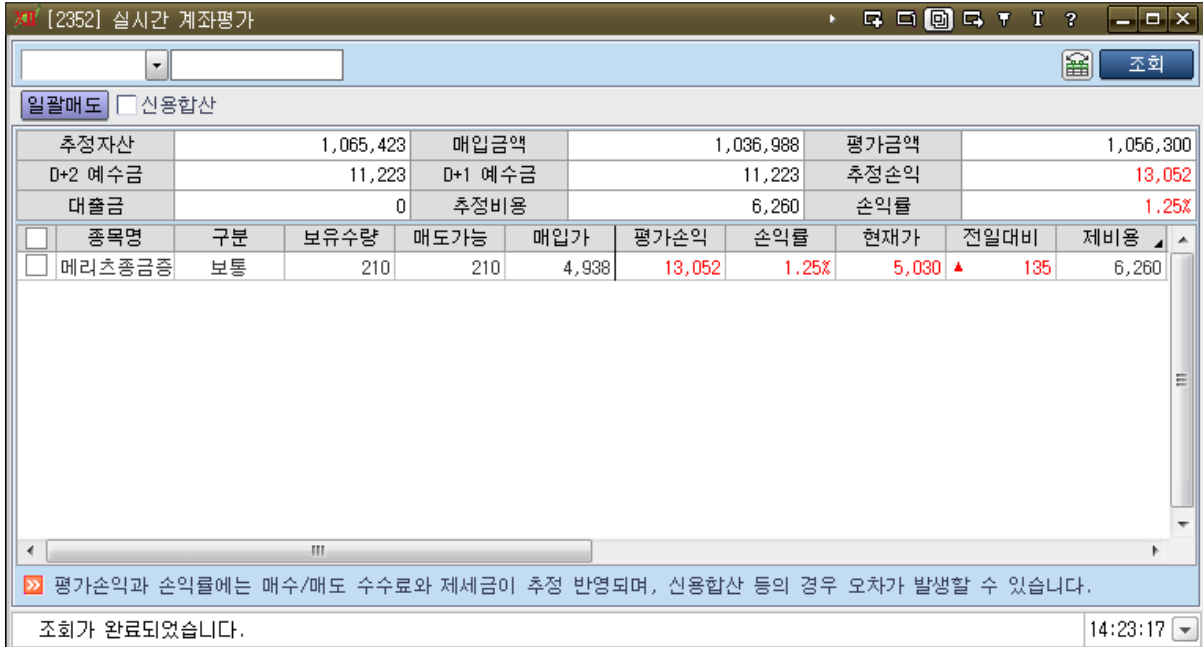 [2352] 실시간 계좌평가 T ?
조회
일괄매도 신용합산
추정자산 1,065,423 매입금액 1,036,988 평가금액 1,056,300
D+2 예수금 11,223 D+1 예수금 11,223 추정손익 13,052
대출금 0 추정비용 6,260 손익률 1.25%
종목명 구분 보유수량 매도가능 매입가 평가손익 손익률 현재가 전일대비 제비용
메리츠종금증 보통 210 210 4,938 13,052 1.25% 5,030 ▲ 135 6,260
평가손익과 손익률에는 매수/매도 수수료와 제세금이 추정 반영되며, 신용합산 등의 경우 오차가 발생할 수 있습니다.
조회가 완료되었습니다. 14:23:17